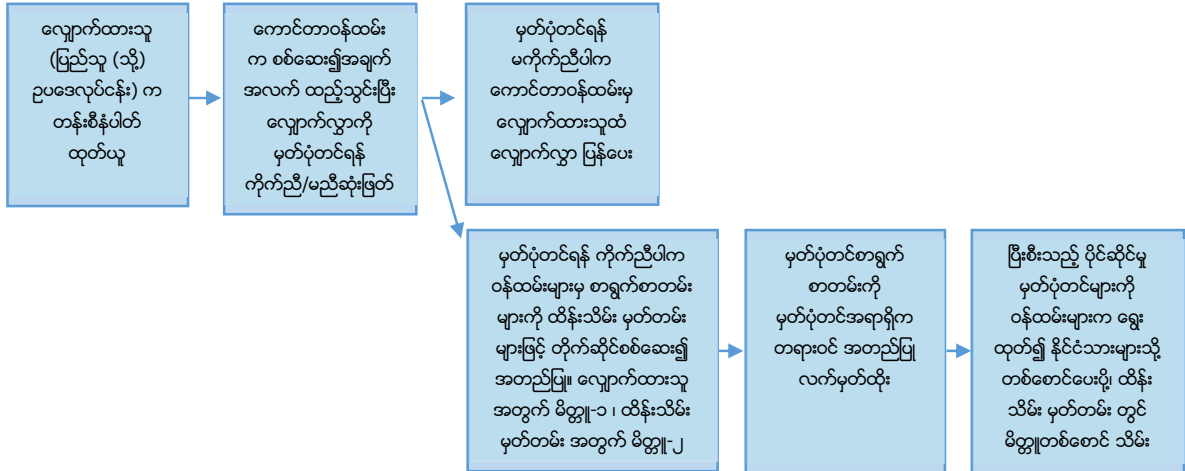 လျှောက်ထားသူ
(ပြည်သူ (သို့)
ဥပဒေလုပ်ငန်း) က
တန်းစီနံပါတ်
ထုတ်ယူ
ကောင်တာဝန်ထမ်း
က စစ်ဆေး၍အချက်
အလက် ထည့်သွင်းပြီး
လျှောက်လွှာကို
မှတ်ပုံတင်ရန်
ကိုက်ညီ/မညီဆုံးဖြတ်
မှတ်ပုံတင်ရန်
မကိုက်ညီပါက
ကောင်တာဝန်ထမ်းမှ
လျှောက်ထားသူထံ
လျှောက်လွှာ ပြန်ပေး
မှတ်ပုံတင်ရန် ကိုက်ညီပါက
ဝန်ထမ်းများမှ စာရွက်စာတမ်း
များကို ထိန်းသိမ်း မှတ်တမ်း
များဖြင့် တိုက်ဆိုင်စစ်ဆေး၍
အတည်ပြု။ လျှောက်ထားသူ
အတွက် မိတ္တူ-၁ ၊ ထိန်းသိမ်း
မှတ်တမ်း အတွက် မိတ္တူ-၂
မှတ်ပုံတင်စာရွက်
စာတမ်းကို
မှတ်ပုံတင်အရာရှိက
တရားဝင် အတည်ပြု
လက်မှတ်ထိုး
ပြီးစီးသည့် ပိုင်ဆိုင်မှု
မှတ်ပုံတင်များကို
ဝန်ထမ်းများက ရွေး
ထုတ်၍ နိုင်ငံသားများသို့
တစ်စောင်ပေးပို့၊ ထိန်း
သိမ်း မှတ်တမ်း တွင်
မိတ္တူတစ်စောင် သိမ်း